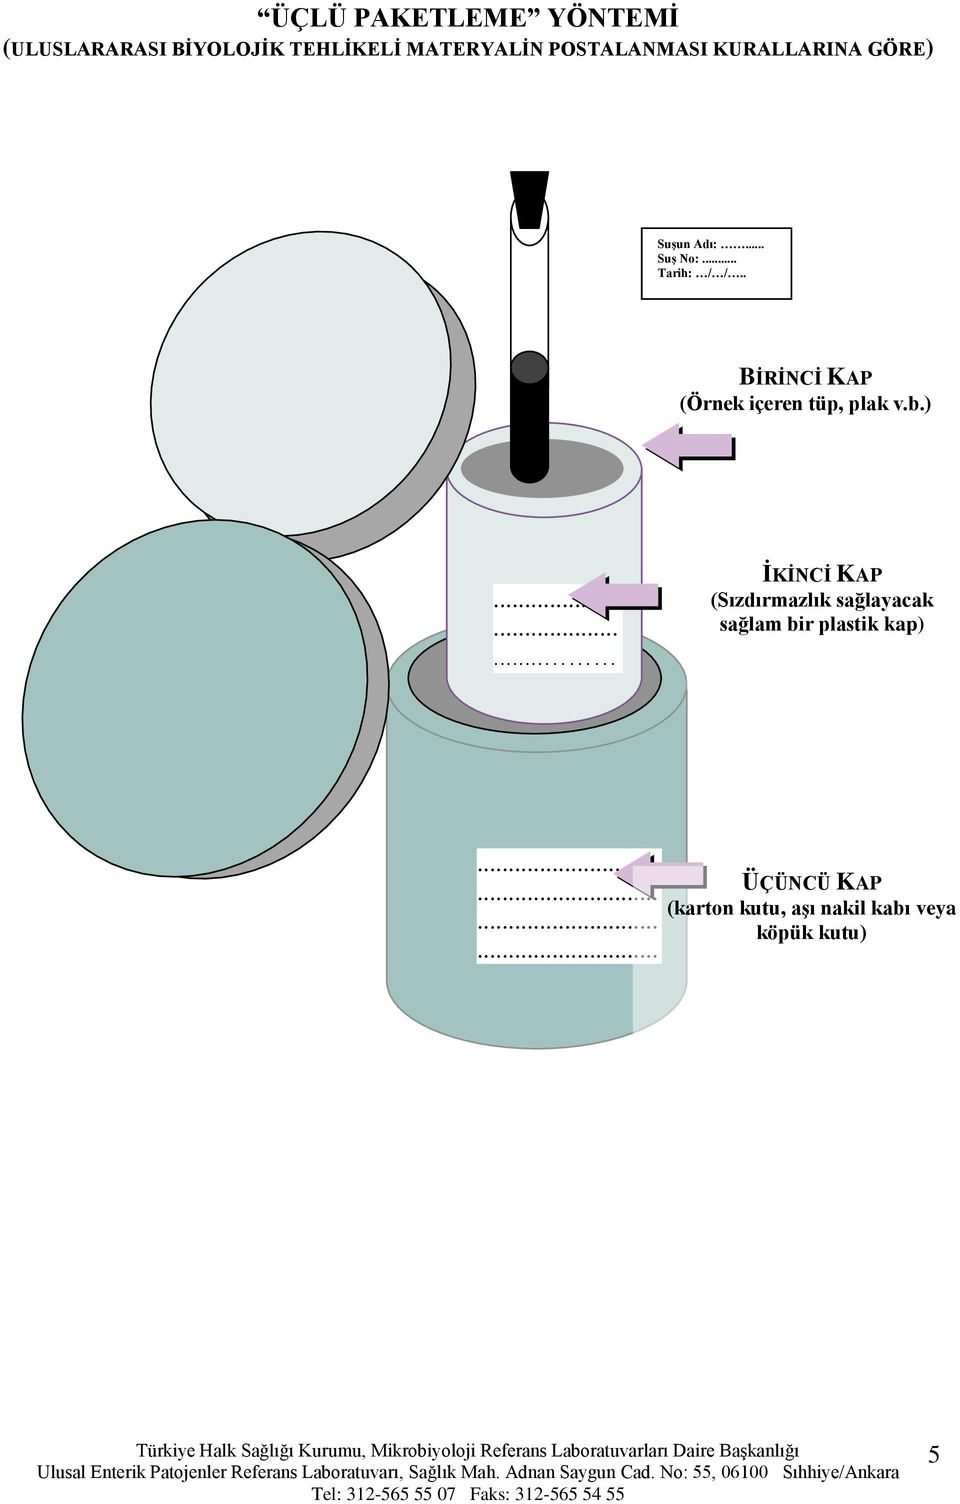 “ ÜÇLÜ PAKETLEME” YÖNTEMİ
(ULUSLARARASI BİYOLOJİK TEHLİKELİ MATERYALİN POSTALANMASI KURALLARINA GÖRE)
Suşun Adı: ……...
Suş No: ...........
Tarih: …/…/…..
BİRİNCİ KAP
(Örnek içeren tüp, plak v.b.)
İKİNCİ KAP
(Sızdırmazlık sağlayacak
sağlam bir plastik kap)
ÜÇÜNCÜ KAP
(karton kutu, aşı nakil kabı veya
köpük kutu)
Türkiye Halk Sağlığı Kurumu, Mikrobiyoloji Referans Laboratuvarları Daire Başkanlığı
Ulusal Enterik Patojenler Referans Laboratuvarı, Sağlık Mah. Adnan Saygun Cad. No: 55, 06100 Sıhhiye/Ankara
Tel: 312-565 55 07 Faks: 312-565 54 55
5